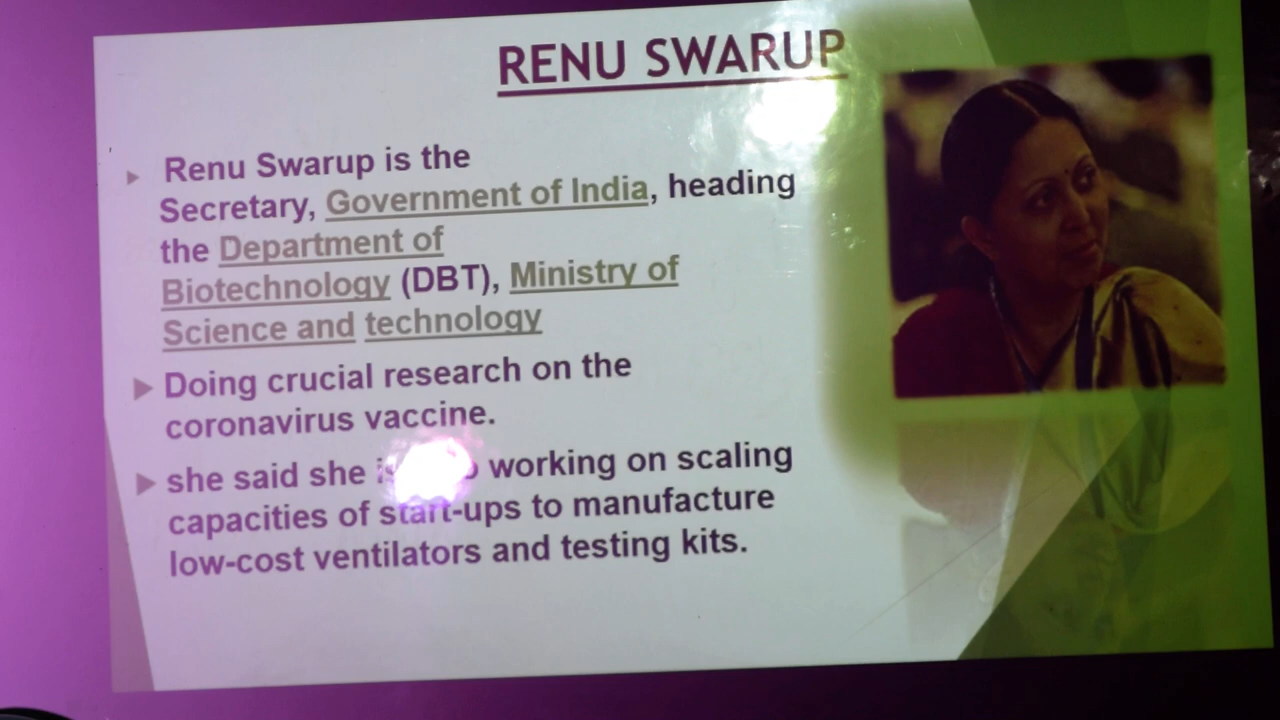 RENU SWARUP
Renu Swarup is the
Secretary, Government of India, heading
the Department of
Biotechnology (DBT), Ministry of
Science and technology
Doing crucial research on the
coronavirus vaccine.
she said she working on scaling
capacities of start-ups to manufacture
low-cost ventilators and testing kits.